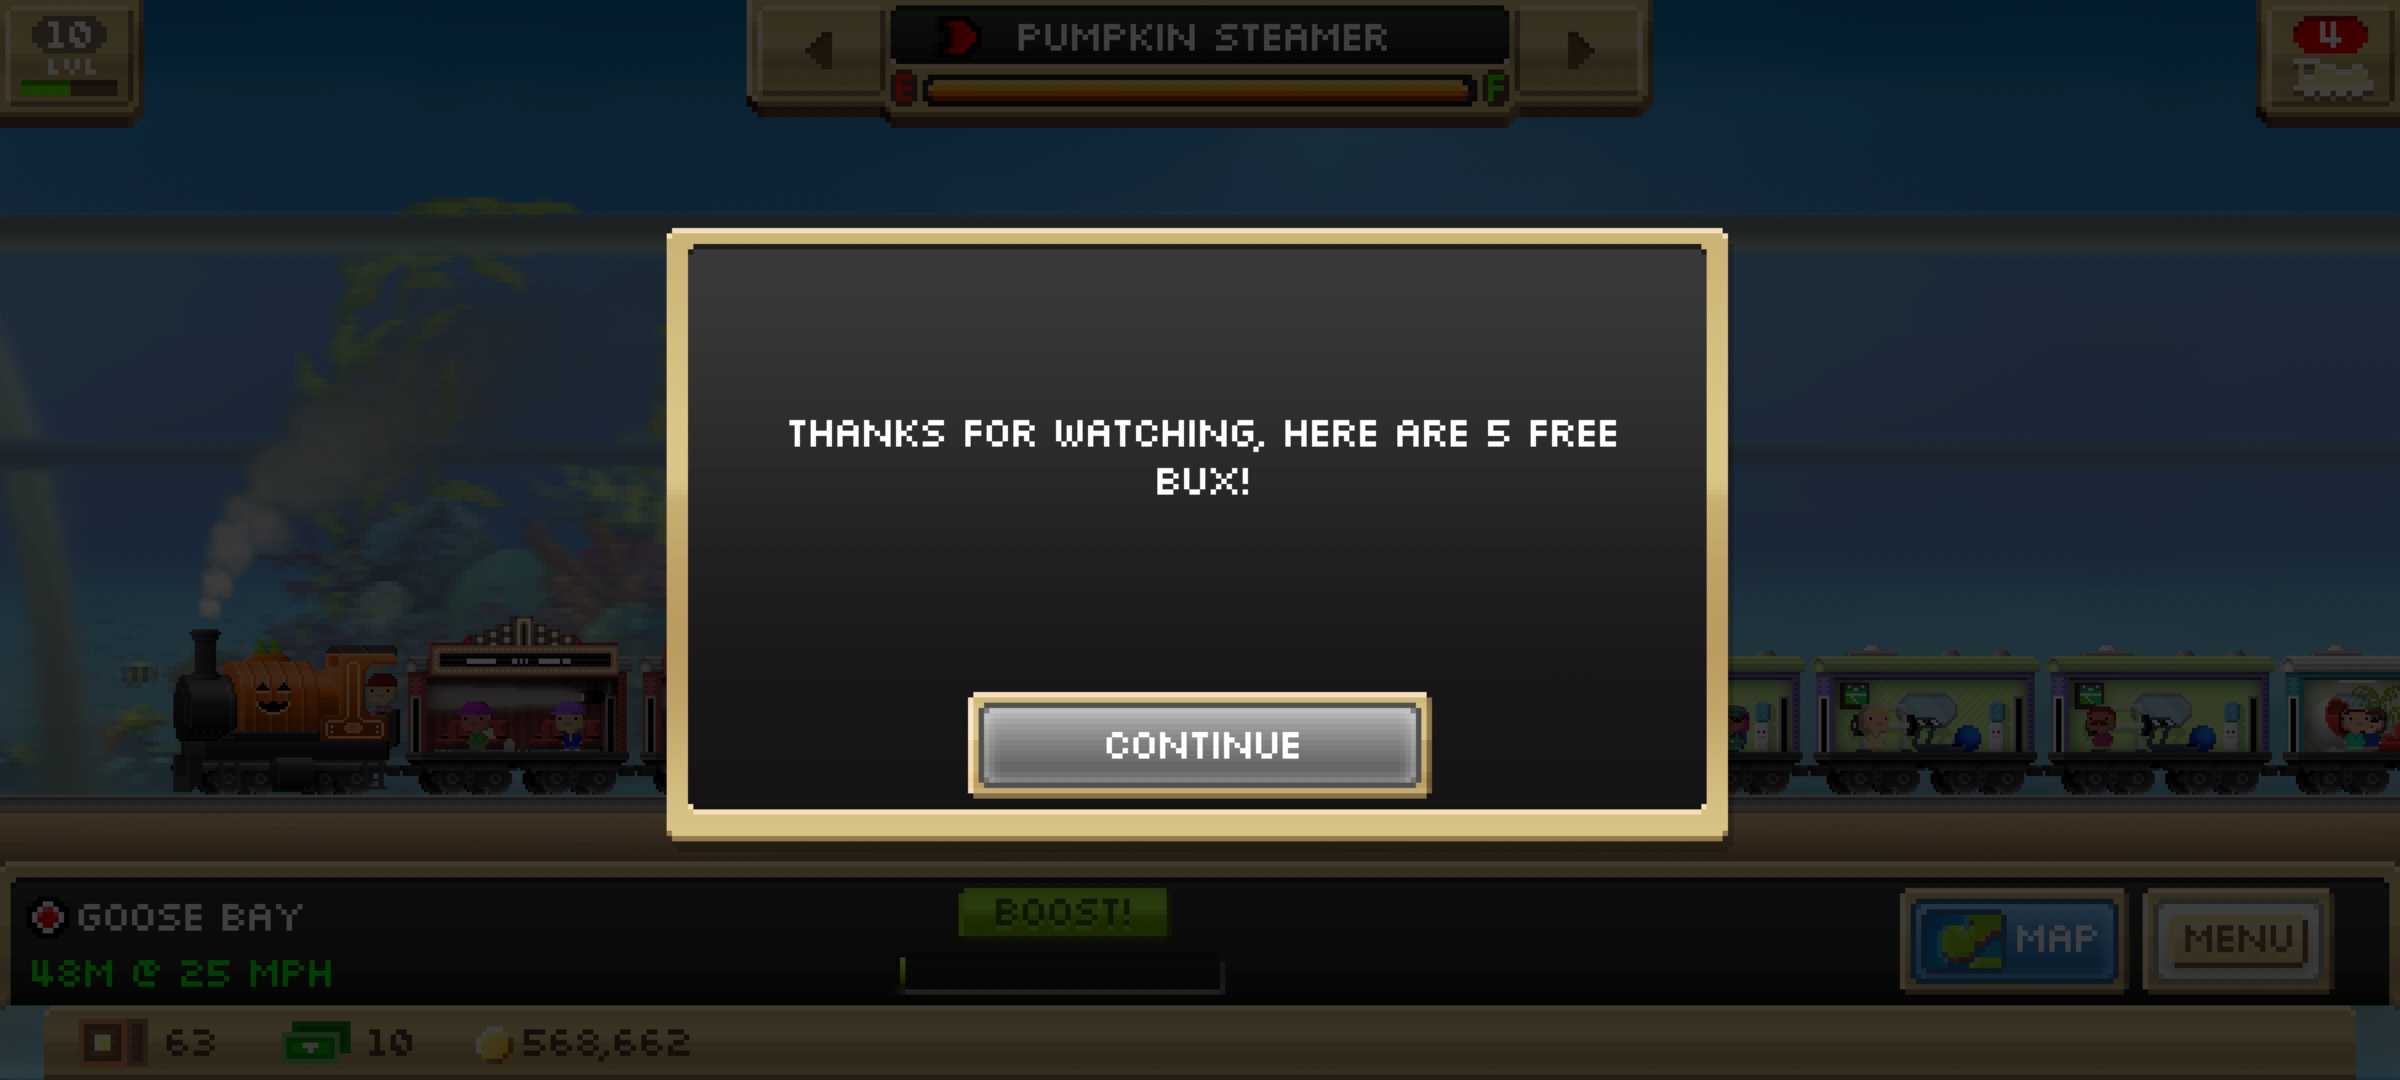 10
LVL
PUMPKIN STEAMER
E
F
4
THANKS FOR WATCHING, HERE ARE 5 FREE
BUX!
CONTINUE
GOOSE BAY
48M @ 25 MPH
BOOST!
MAP
MENU
63
10
568,662